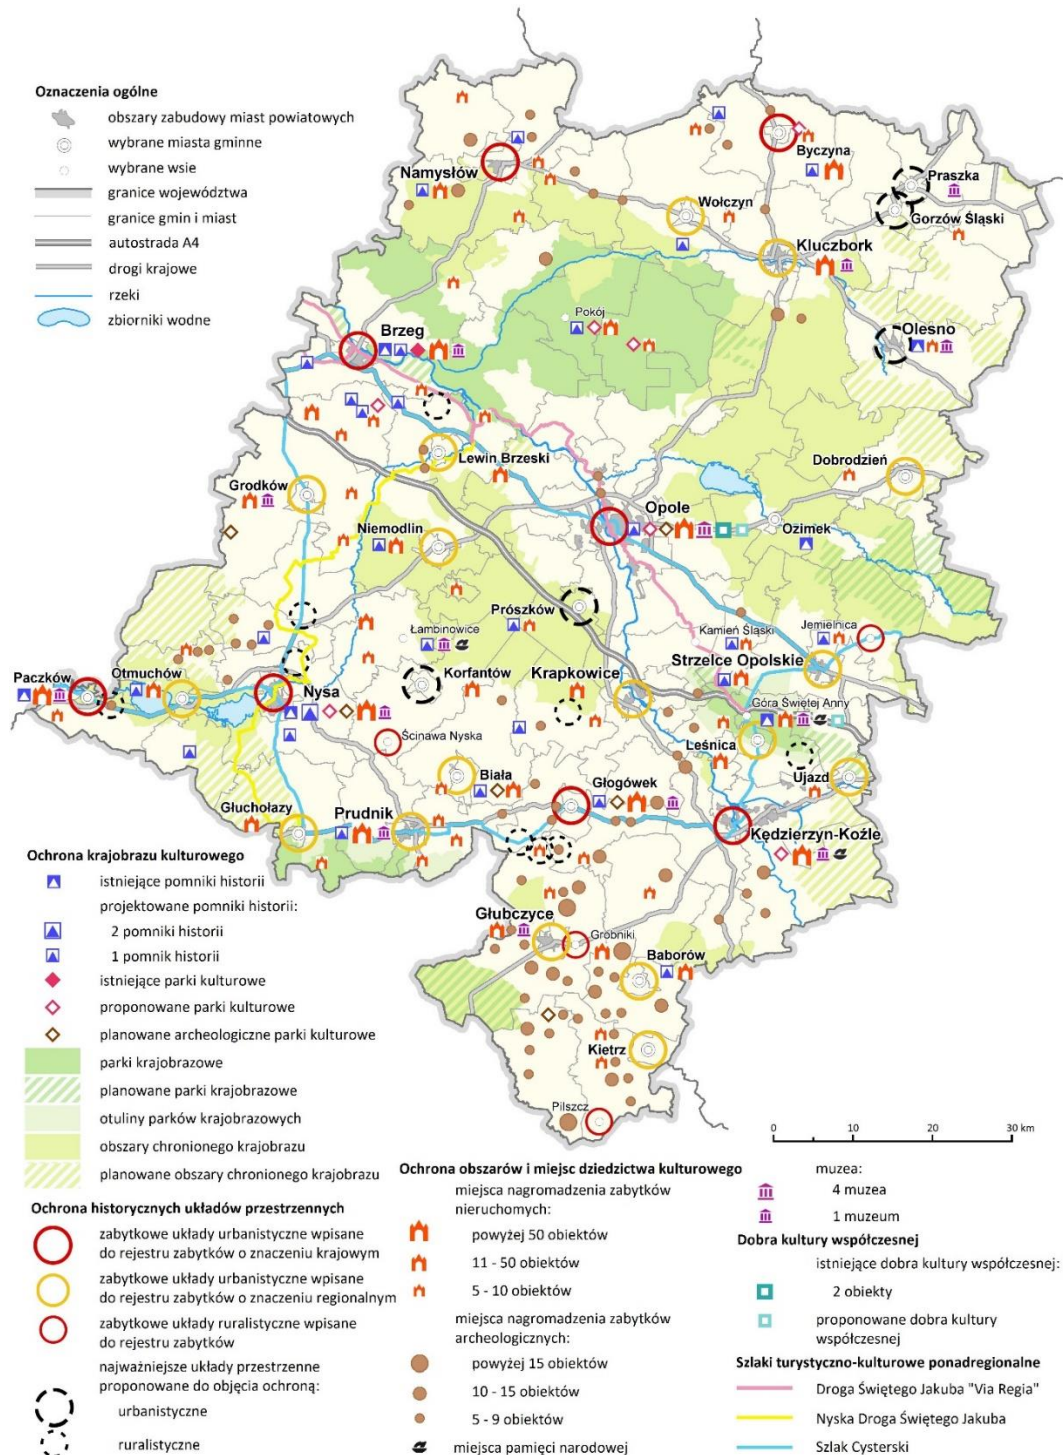 Oznaczenia ogólne
obszary zabudowy miast powiatowych
wybrane miasta gminne
wybrane wsie
granice województwa
granice gmin i miast
autostrada A4
drogi krajowe
rzeki
zbiorniki wodne
Namysłów
Byczyna
Praszka
Wołczyn
Gorzów Śląski
Kluczbork
Pokój
Brzeg
Olesno
Lewin Brzeski
Dobrodzień
Grodków
Opole
Ozimek
Niemodlin
Prószków
Łambinowice
Kamień Śląski
Jemielnica
Strzelce Opolskie
Paczków
Otmuchów
Nysa
Korfantów
Krapkowice
Góra Świętej Anny
Ścinawa Nyska
Leśnica
Ujazd
Biała
Głogówek
Głuchołazy
Prudnik
Kędzierzyn-Koźle
Głubczyce
Grobniki
Baborów
Kietrz
Pilszcz
0 10 20 30 km
Ochrona krajobrazu kulturowego
istniejące pomniki historii
projektowane pomniki historii:
2 pomniki historii
1 pomnik historii
istniejące parki kulturowe
proponowane parki kulturowe
planowane archeologiczne parki kulturowe
parki krajobrazowe
planowane parki krajobrazowe
otuliny parków krajobrazowych
obszary chronionego krajobrazu
planowane obszary chronionego krajobrazu
Ochrona historycznych układów przestrzennych
zabytkowe układy urbanistyczne wpisane
do rejestru zabytków o znaczeniu krajowym
zabytkowe układy urbanistyczne wpisane
do rejestru zabytków o znaczeniu regionalnym
zabytkowe układy ruralistyczne wpisane
do rejestru zabytków
najważniejsze układy przestrzenne
proponowane do objęcia ochroną:
urbanistyczne
ruralistyczne
Ochrona obszarów i miejsc dziedzictwa kulturowego
miejsca nagromadzenia zabytków
nieruchomych:
powyżej 50 obiektów
11 - 50 obiektów
5 - 10 obiektów
miejsca nagromadzenia zabytków
archeologicznych:
powyżej 15 obiektów
10 - 15 obiektów
5 - 9 obiektów
miejsca pamięci narodowej
muzea:
4 muzea
1 muzeum
Dobra kultury współczesnej
istniejące dobra kultury współczesnej:
2 obiekty
proponowane dobra kultury
współczesnej
Szlaki turystyczno-kulturowe ponadregionalne
Droga Świętego Jakuba "Via Regia"
Nyska Droga Świętego Jakuba
Szlak Cysterski